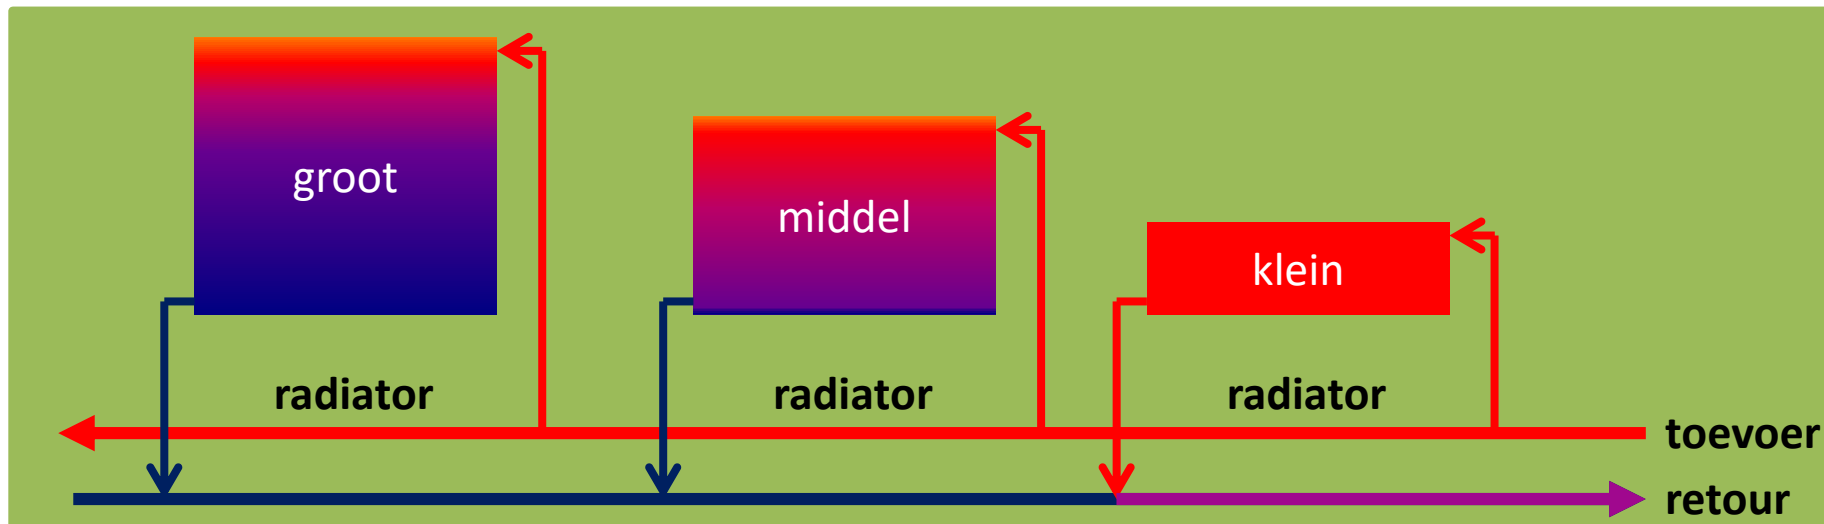 groot
middel
klein
radiator
radiator
radiator
toevoer
retour